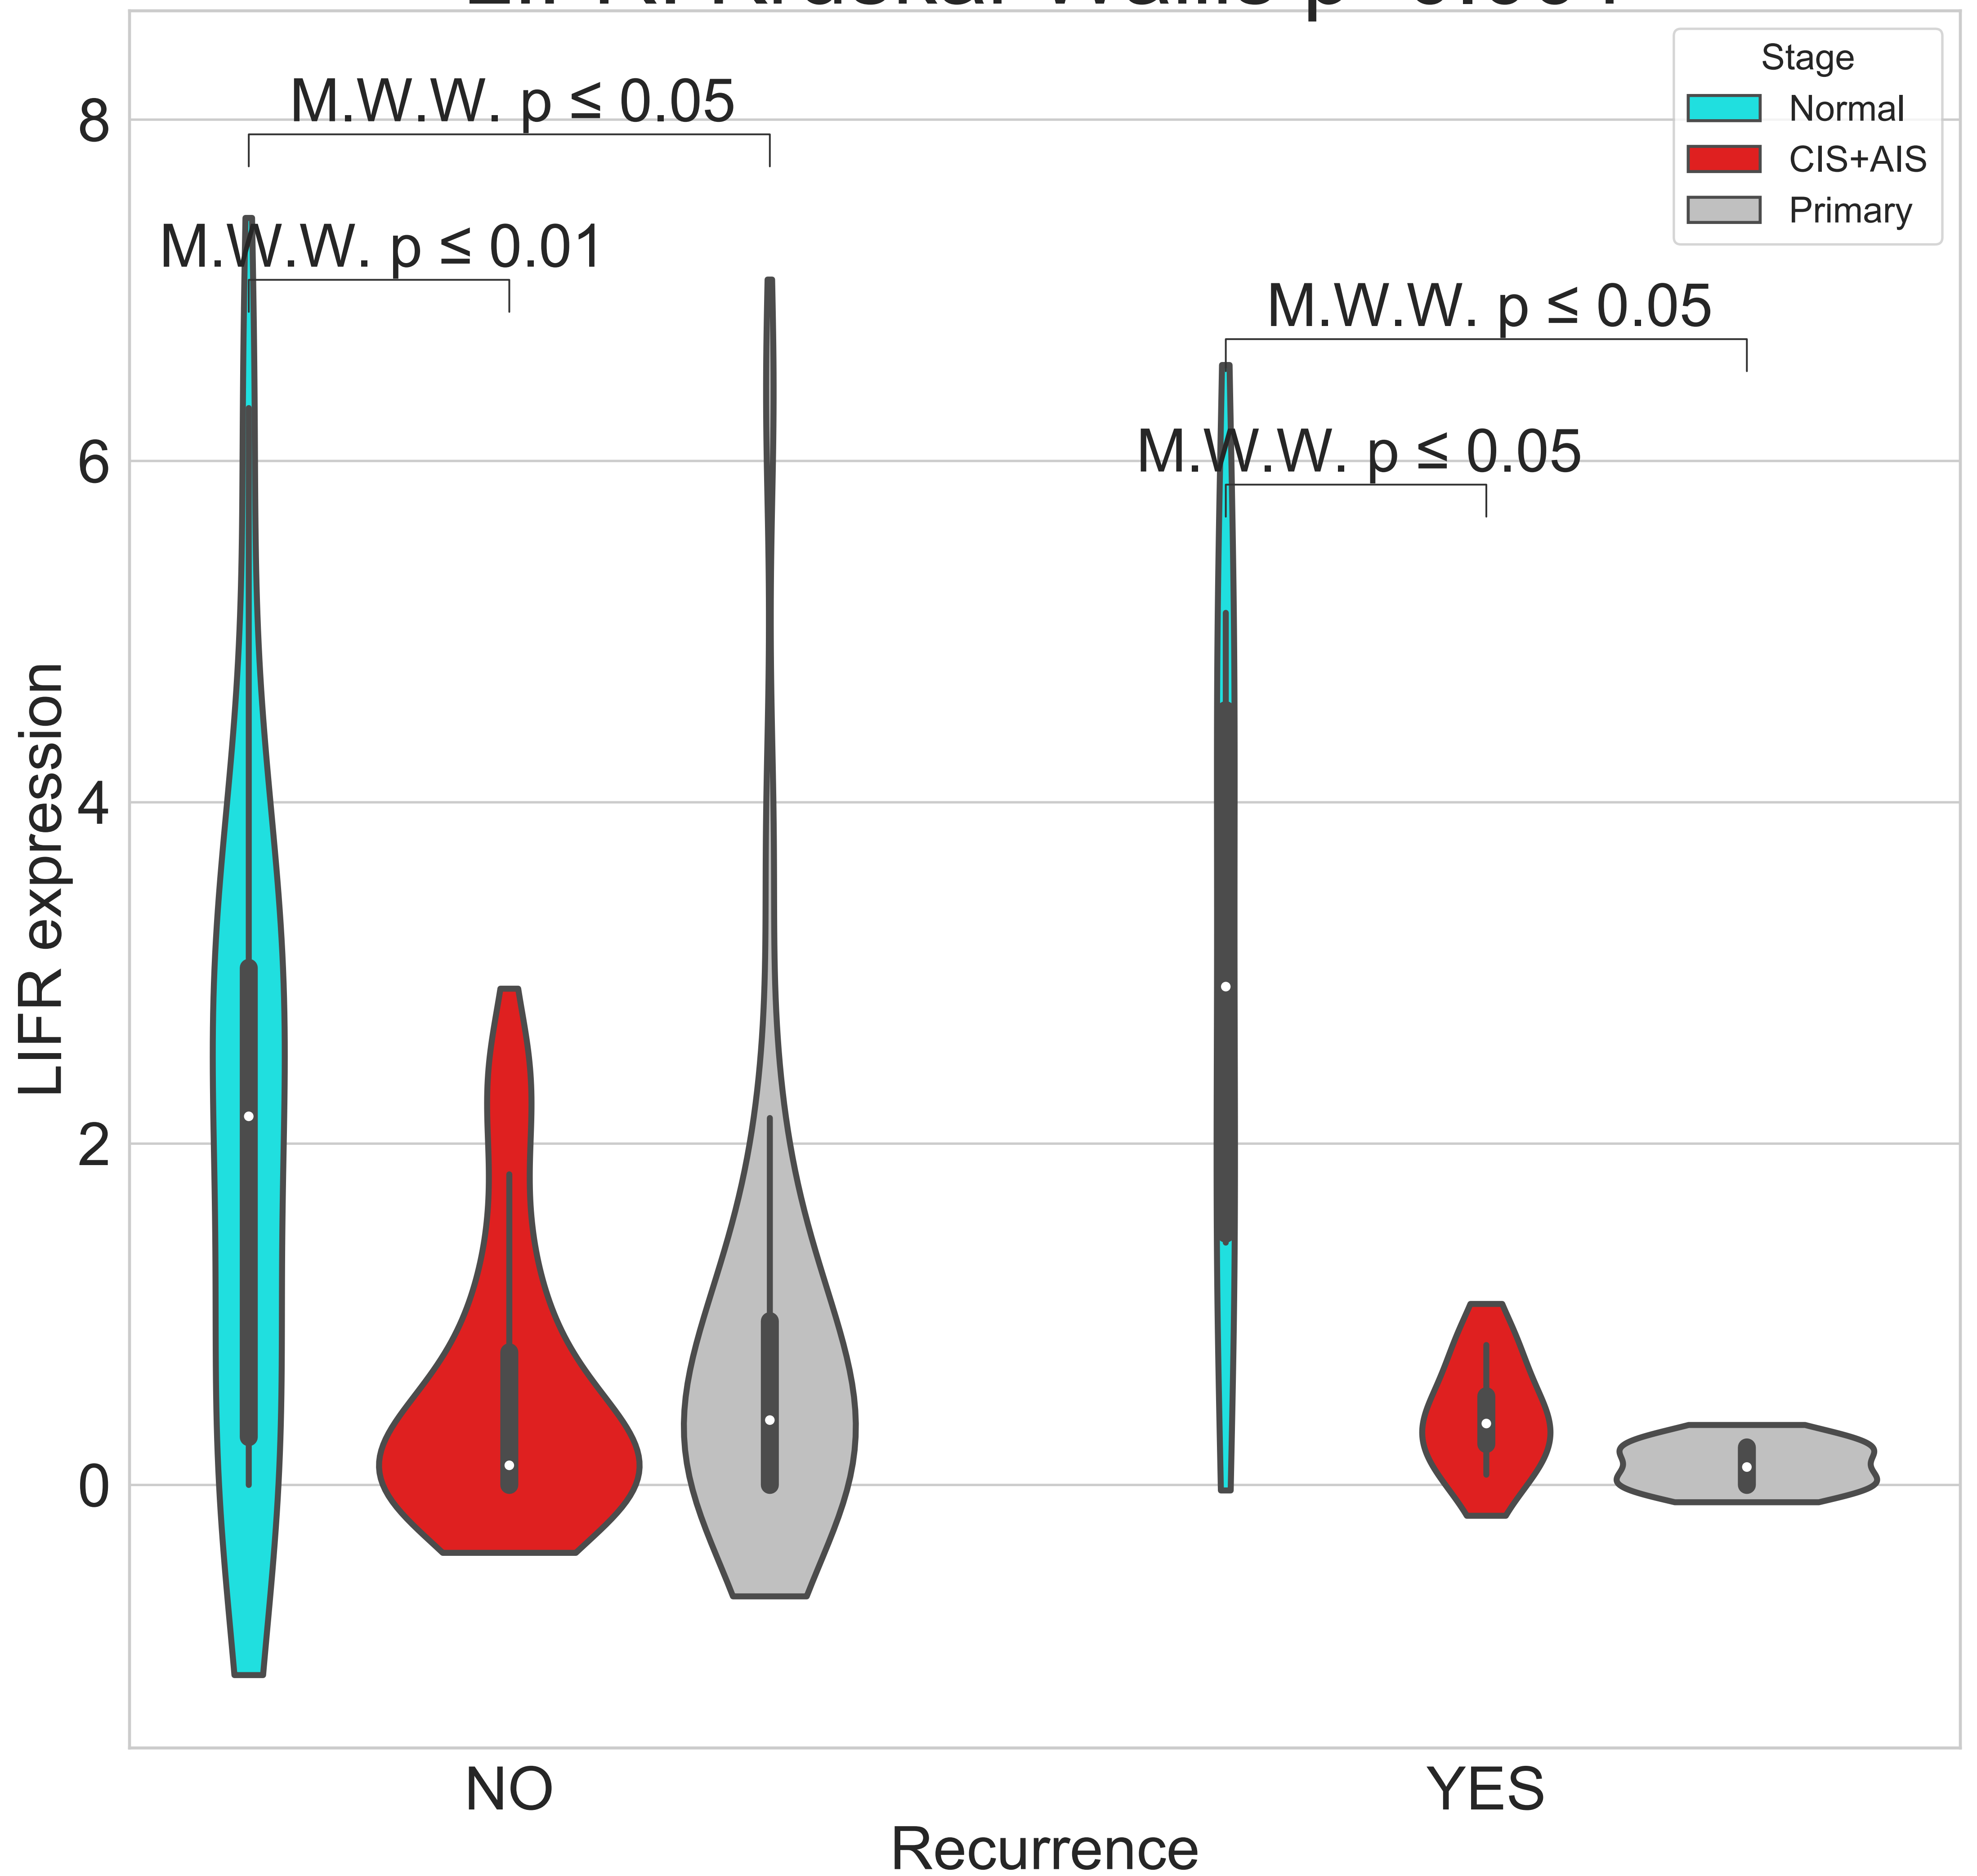 Stage
Normal
CIS+AIS
Primary
M.W.W. p ≤ 0.05
M.W.W. p ≤ 0.01
M.W.W. p ≤ 0.05
M.W.W. p ≤ 0.05
8
6
4
2
0
LIFR expression
NO
YES
Recurrence